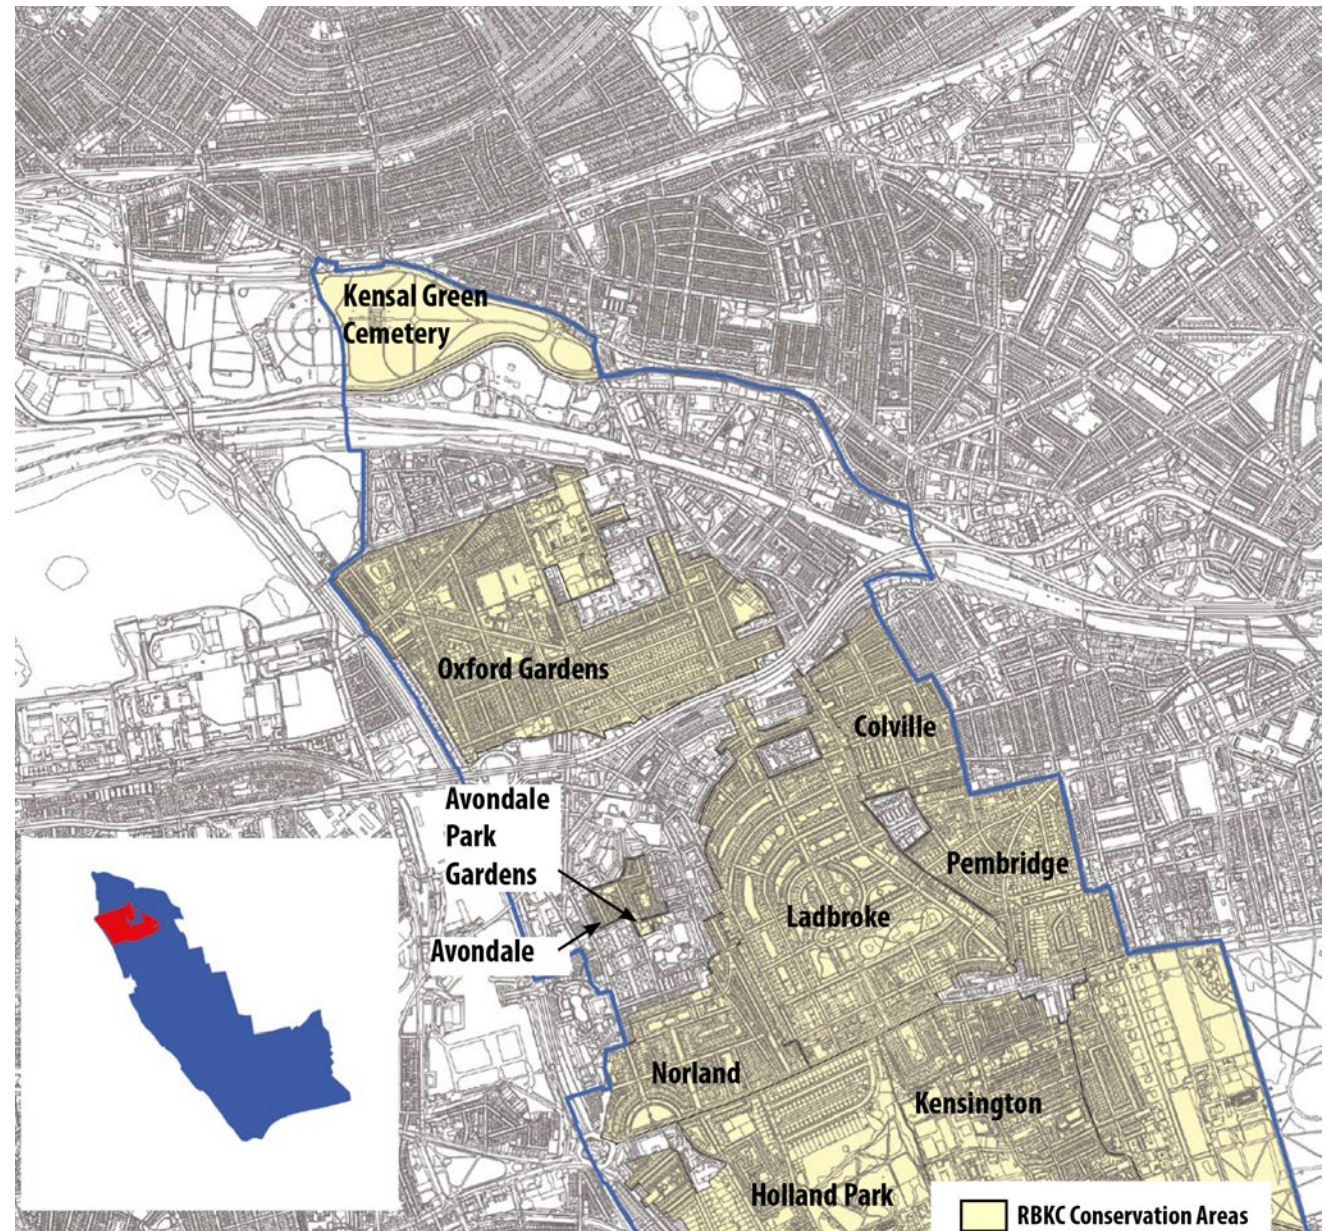 Kensal Green
Cemetery
Oxford Gardens
Colville
Avondale
Park
Gardens
Pembridge
Ladbroke
Avondale
Norland
Kensington
Holland Park
RBKC Conservation Areas